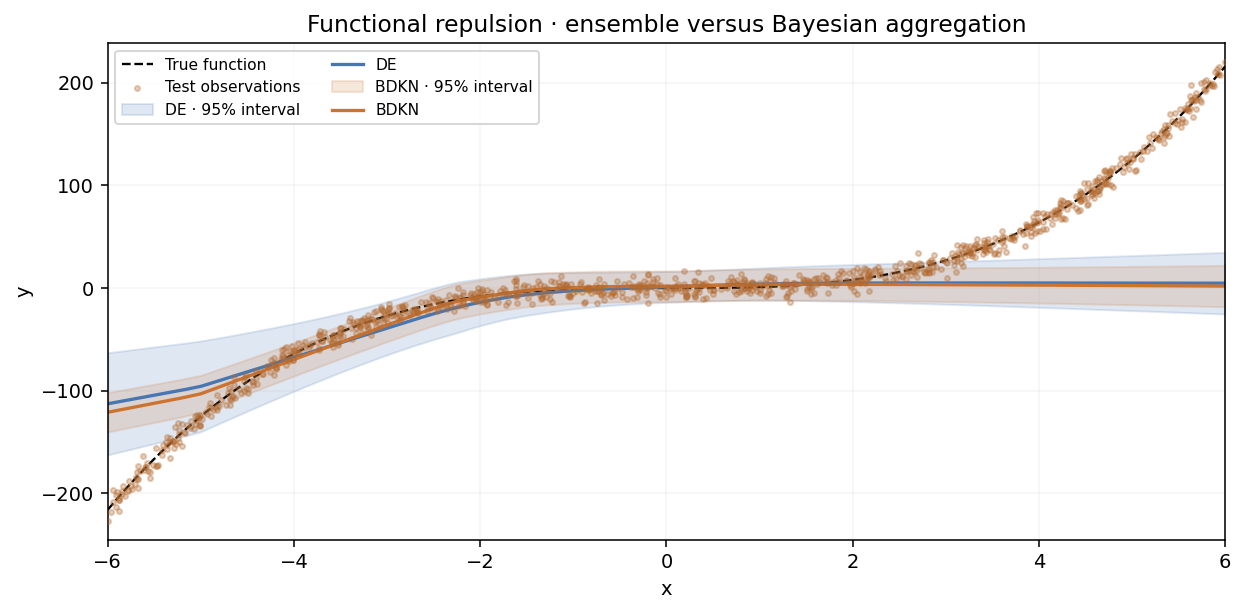 Functional repulsion · ensemble versus Bayesian aggregation
True function
Test observations
DE · 95% interval
DE
BDKN · 95% interval
BDKN
200
100
0
−100
−200
y
−6
−4
−2
0
2
4
6
x